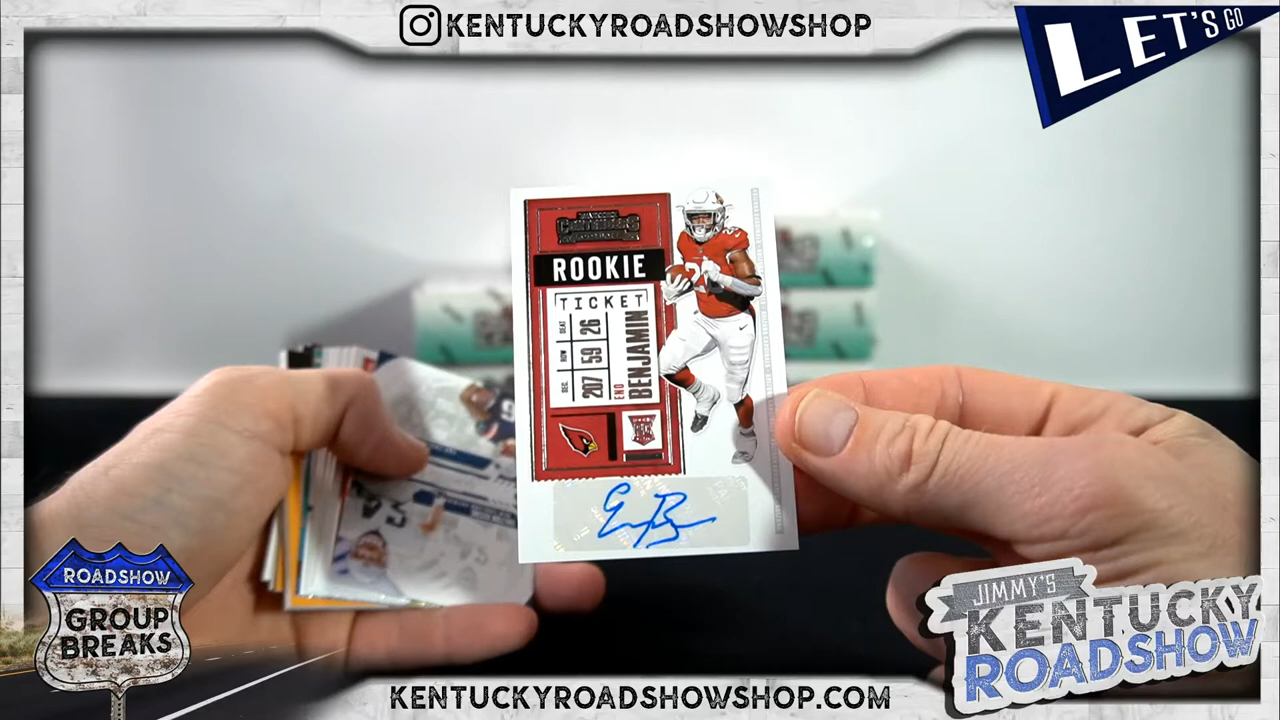 KENTUCKYROADSHOWSHOP
LET'S GO
CONTENDERS
ROOKIE
TICKET
SEC. ROW SEAT
207 59 26
ENO
BENJAMIN
ROADSHOW
GROUP
BREAKS
JIMMY'S
KENTUCKY
ROADSHOW
KENTUCKYROADSHOWSHOP.COM